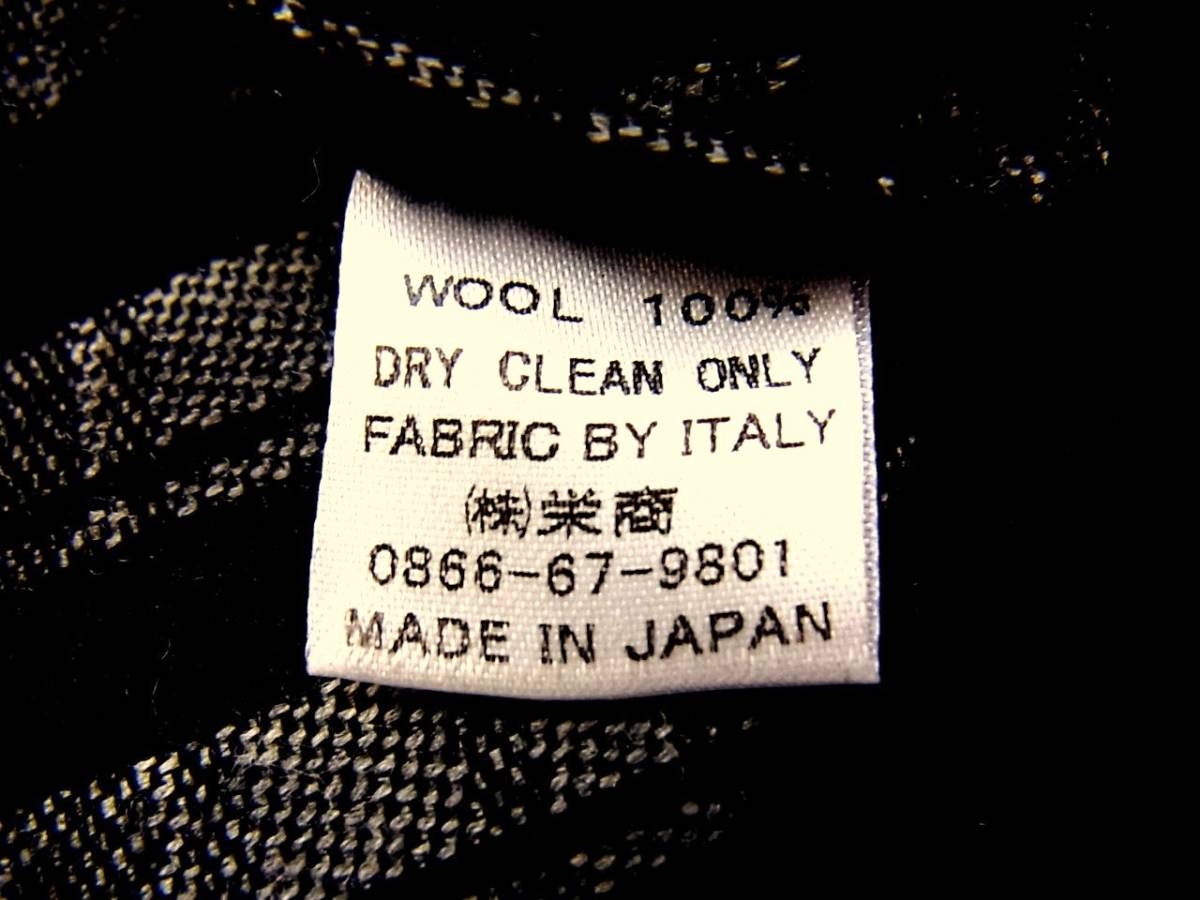 WOOL 100%
DRY CLEAN ONLY
FABRIC BY ITALY
㈱栄商
0866-67-9801
MADE IN JAPAN